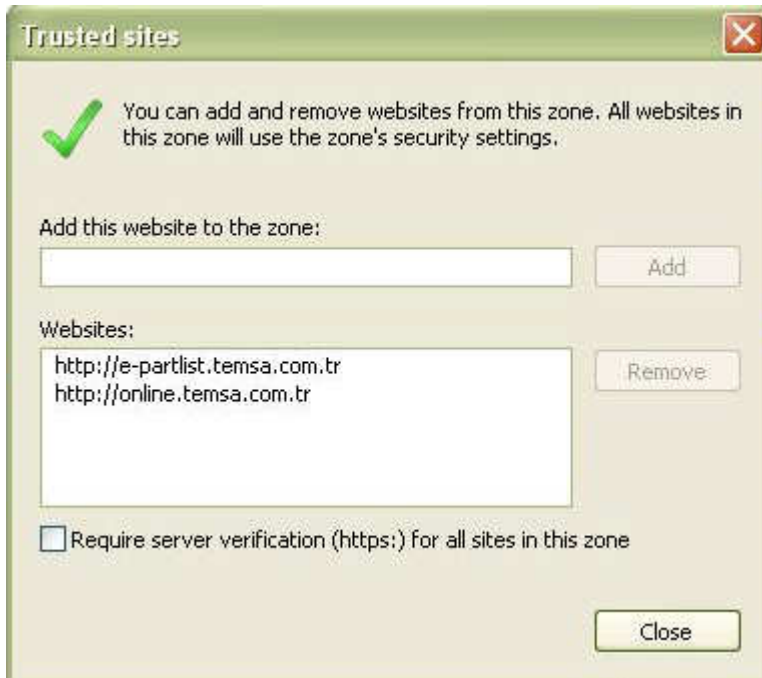 Trusted sites
You can add and remove websites from this zone. All websites in
this zone will use the zone's security settings.
Add this website to the zone:
Add
Websites:
http://e-partlist.temsa.com.tr
http://online.temsa.com.tr
Remove
Require server verification (https:) for all sites in this zone
Close